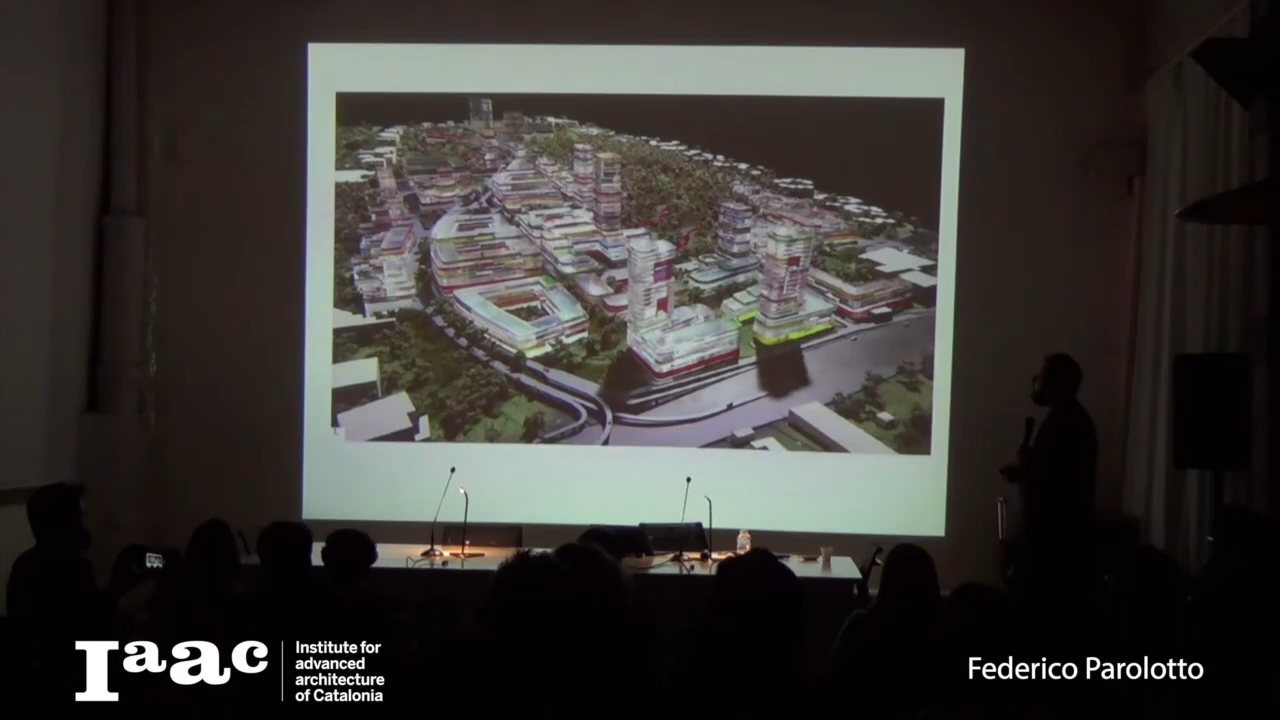 Iaac
Institute for
advanced
architecture
of Catalonia
Federico Parolotto